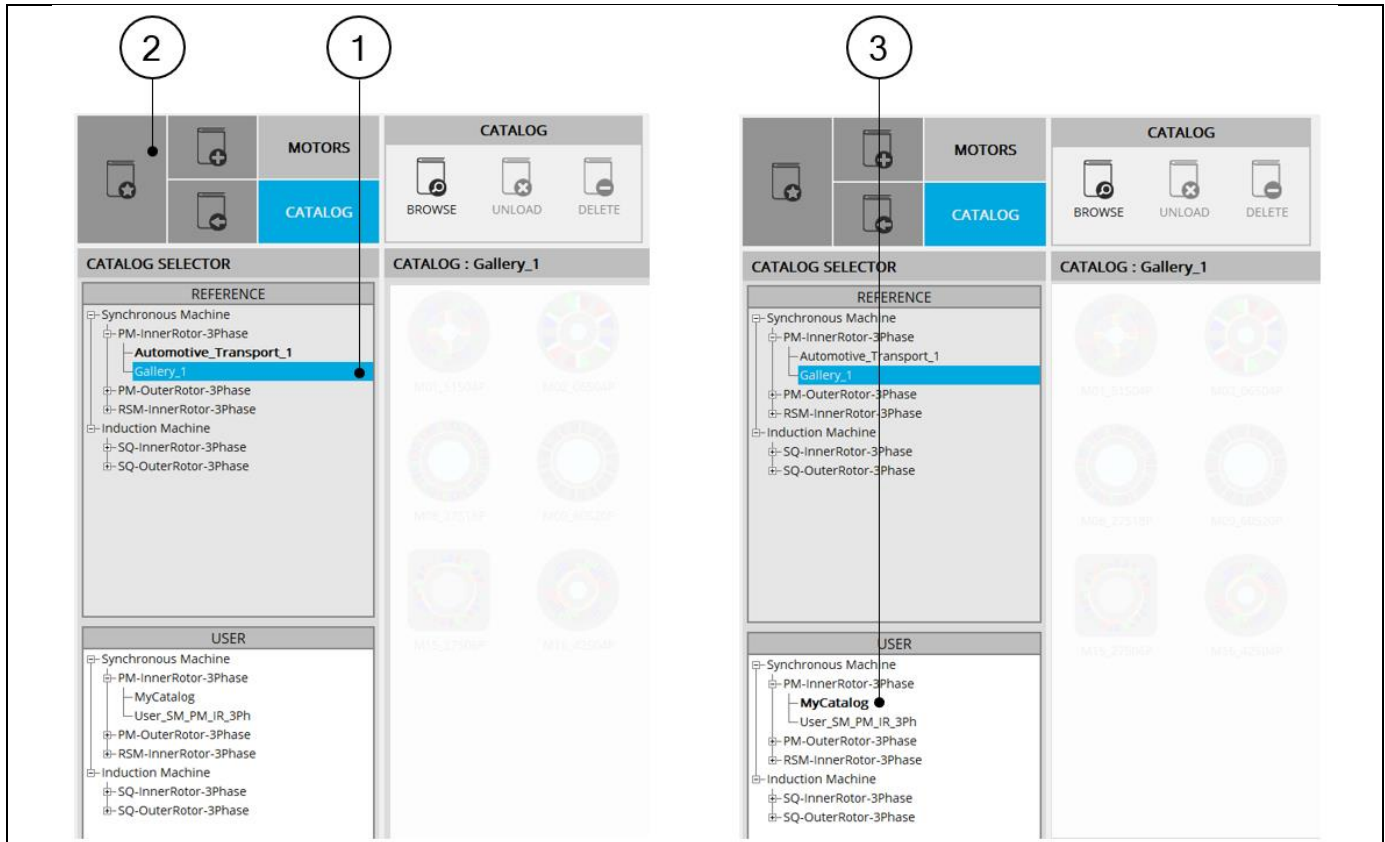 2
1
3
MOTORS
CATALOG
CATALOG
BROWSE UNLOAD DELETE
CATALOG SELECTOR
CATALOG : Gallery_1
REFERENCE
Synchronous Machine
PM-InnerRotor-3Phase
Automotive_Transport_1
Gallery_1
PM-OuterRotor-3Phase
RSM-InnerRotor-3Phase
Induction Machine
SQ-InnerRotor-3Phase
SQ-OuterRotor-3Phase
USER
Synchronous Machine
PM-InnerRotor-3Phase
MyCatalog
User_SM_PM_IR_3Ph
PM-OuterRotor-3Phase
RSM-InnerRotor-3Phase
Induction Machine
SQ-InnerRotor-3Phase
SQ-OuterRotor-3Phase
MOTORS
CATALOG
CATALOG
BROWSE UNLOAD DELETE
CATALOG SELECTOR
CATALOG : Gallery_1
REFERENCE
Synchronous Machine
PM-InnerRotor-3Phase
Automotive_Transport_1
Gallery_1
PM-OuterRotor-3Phase
RSM-InnerRotor-3Phase
Induction Machine
SQ-InnerRotor-3Phase
SQ-OuterRotor-3Phase
USER
Synchronous Machine
PM-InnerRotor-3Phase
MyCatalog
User_SM_PM_IR_3Ph
PM-OuterRotor-3Phase
RSM-InnerRotor-3Phase
Induction Machine
SQ-InnerRotor-3Phase
SQ-OuterRotor-3Phase